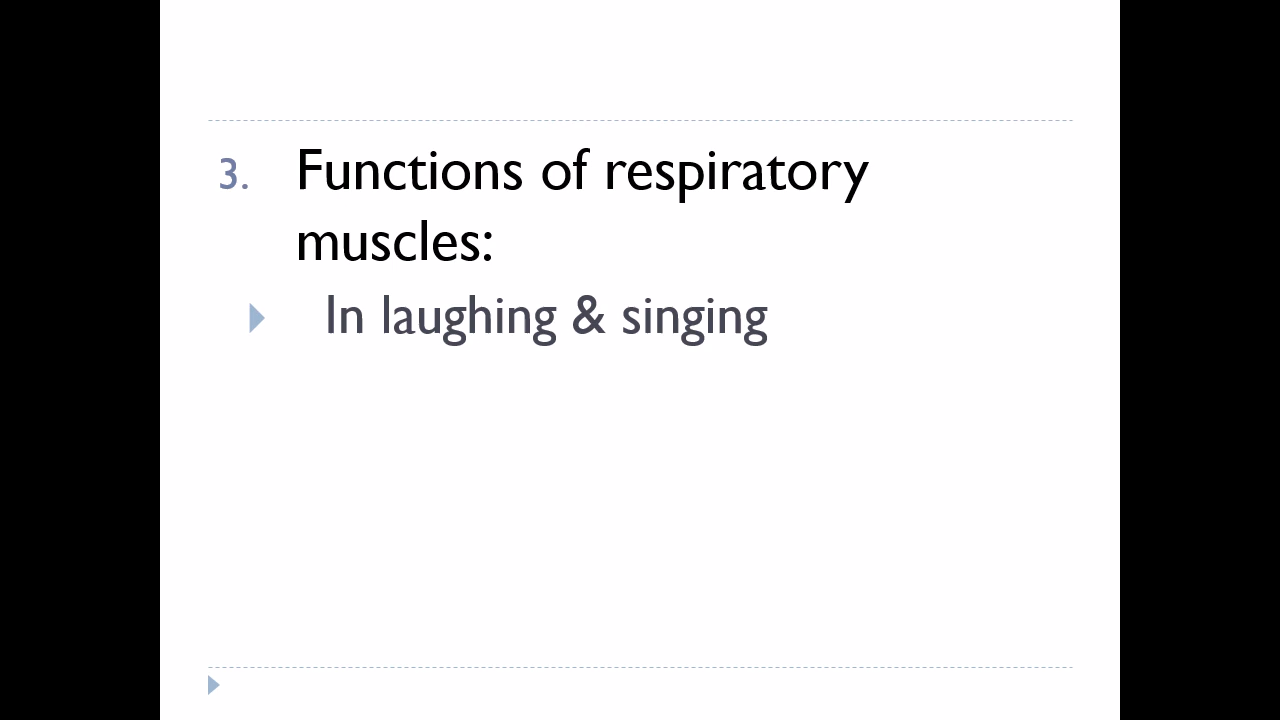 3. Functions of respiratory
muscles:
In laughing & singing